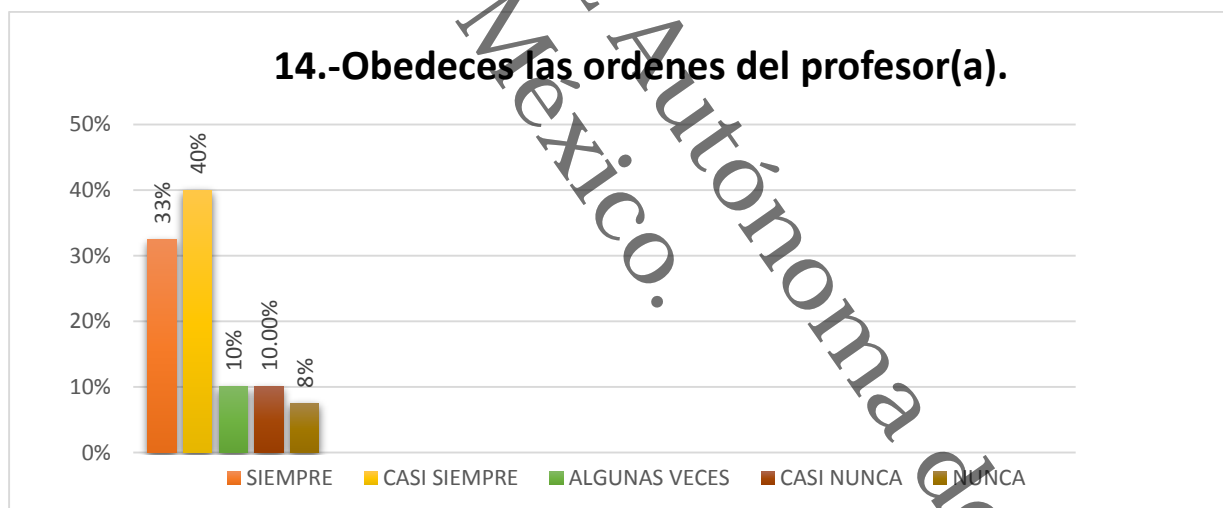 14.-Obedeces las ordenes del profesor(a).
50%
40%
30%
20%
10%
0%
33%
40%
10%
10.00%
8%
SIEMPRE CASI SIEMPRE ALGUNAS VECES CASI NUNCA NUNCA
Autónoma de
México.